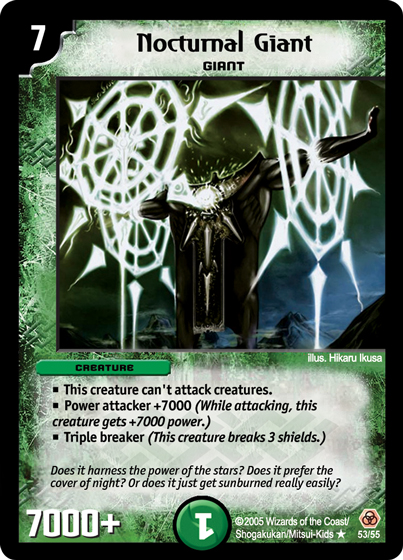 7
Nocturnal Giant
GIANT
illus. Hikaru Ikusa
CREATURE
■ This creature can't attack creatures.
■ Power attacker +7000 (While attacking, this
creature gets +7000 power.)
■ Triple breaker (This creature breaks 3 shields.)
Does it harness the power of the stars? Does it prefer the
cover of night? Or does it just get sunburned really easily?
7000+
©2005 Wizards of the Coast/
Shogakukan/Mitsui-Kids ★ 53/55